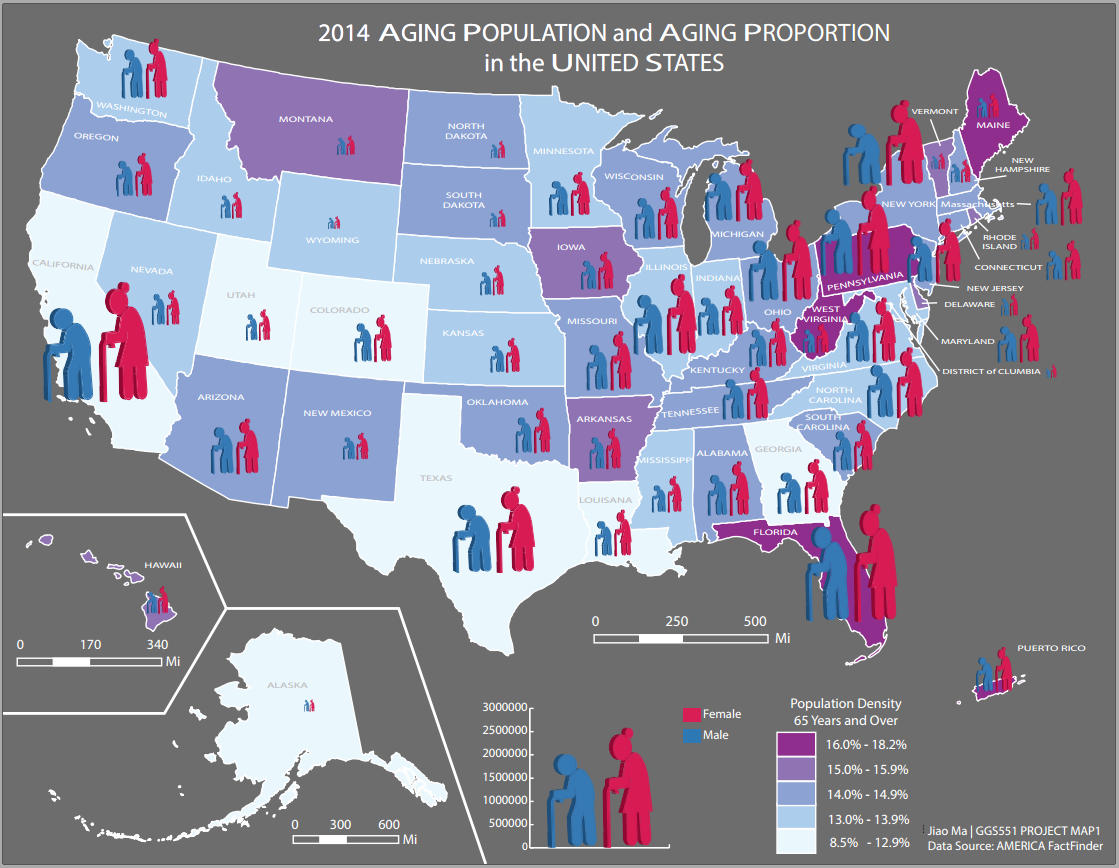 2014 AGING POPULATION and AGING PROPORTION
in the UNITED STATES
WASHINGTON
OREGON
MONTANA
IDAHO
WYOMING
NORTH
DAKOTA
SOUTH
DAKOTA
MINNESOTA
WISCONSIN
MICHIGAN
VERMONT
MAINE
NEW
HAMPSHIRE
NEW YORK
Massachusetts
RHODE
ISLAND
CONNECTICUT
NEW JERSEY
DELAWARE
MARYLAND
DISTRICT of CLUMBIA
PENNSYLVANIA
CALIFORNIA
NEVADA
UTAH
COLORADO
NEBRASKA
KANSAS
IOWA
MISSOURI
ILLINOIS
INDIANA
OHIO
WEST
VIRGINIA
VIRGINIA
KENTUCKY
TENNESSEE
NORTH
CAROLINA
SOUTH
CAROLINA
ARIZONA
NEW MEXICO
OKLAHOMA
ARKANSAS
TEXAS
LOUISIANA
MISSISSIPP
ALABAMA
GEORGIA
FLORIDA
HAWAII
0 170 340
Mi
ALASKA
0 300 600
Mi
0 250 500
Mi
PUERTO RICO
3000000
2500000
2000000
1500000
1000000
500000
0
Female
Male
Population Density
65 Years and Over
16.0% - 18.2%
15.0% - 15.9%
14.0% - 14.9%
13.0% - 13.9%
8.5% - 12.9%
Jiao Ma | GGS551 PROJECT MAP1
Data Source: AMERICA FactFinder